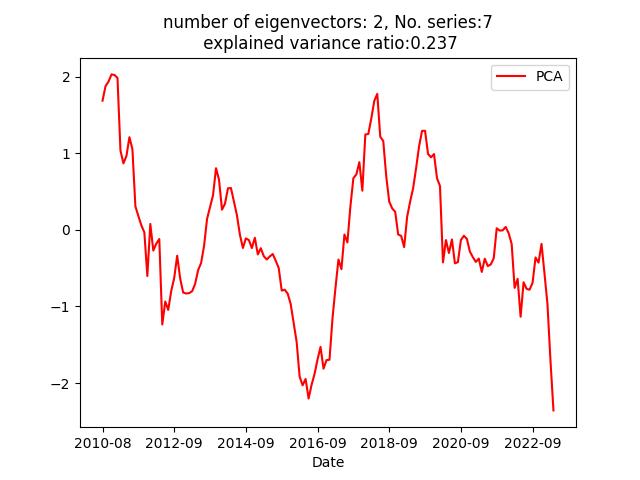 number of eigenvectors: 2, No. series:7
explained variance ratio:0.237
PCA
2
1
0
−1
−2
2010-08 2012-09 2014-09 2016-09 2018-09 2020-09 2022-09
Date